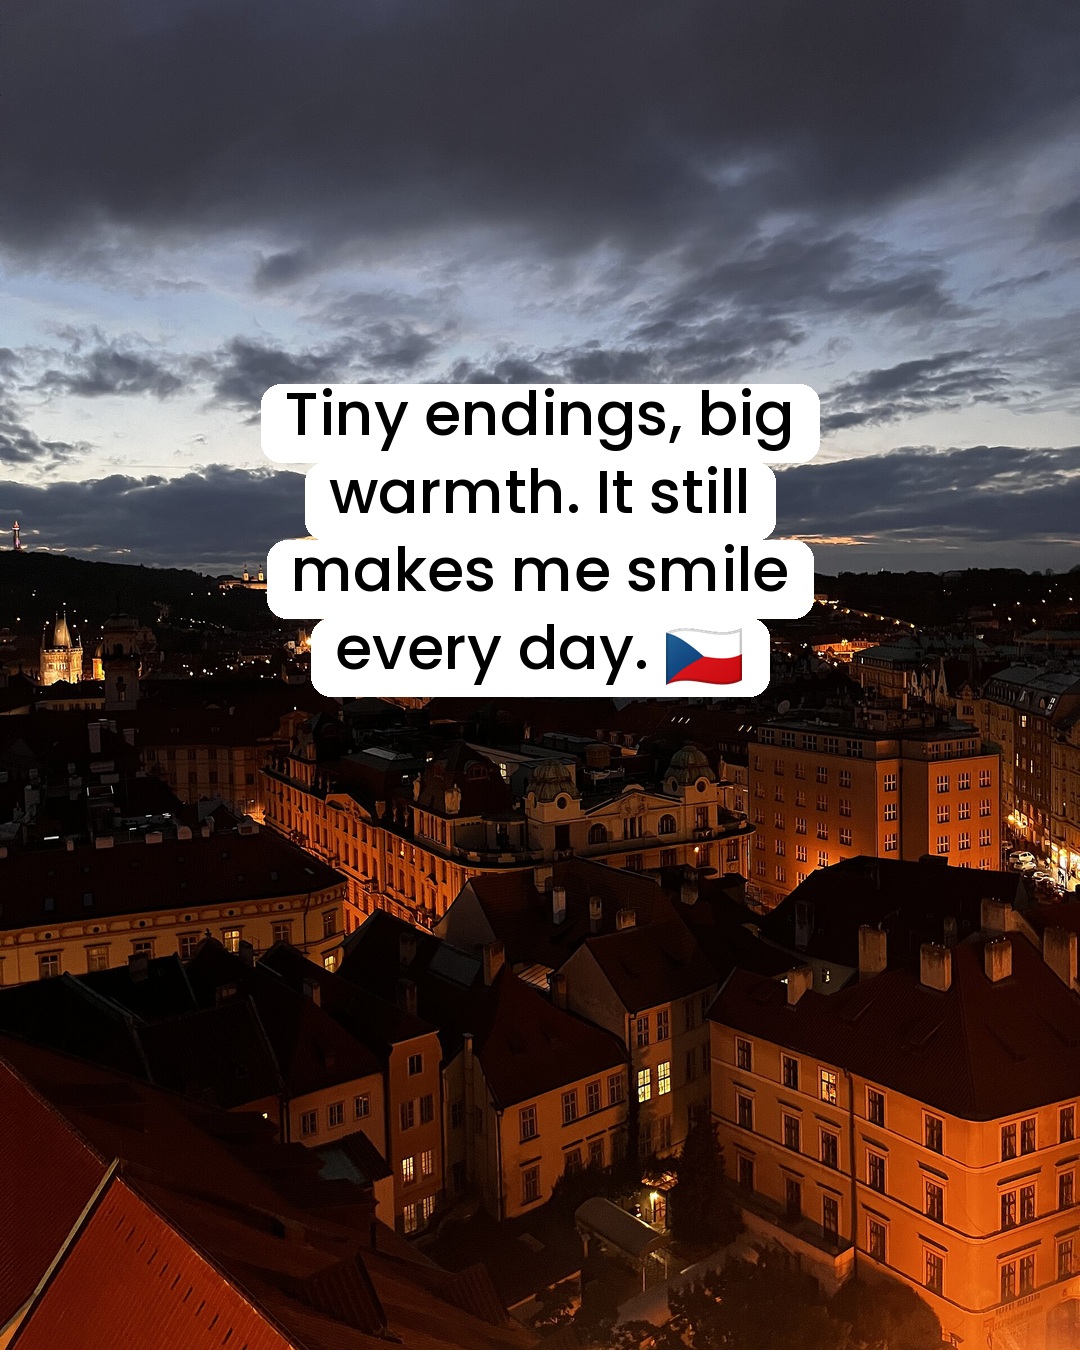 Tiny endings, big
warmth. It still
makes me smile
every day. 🇨🇿